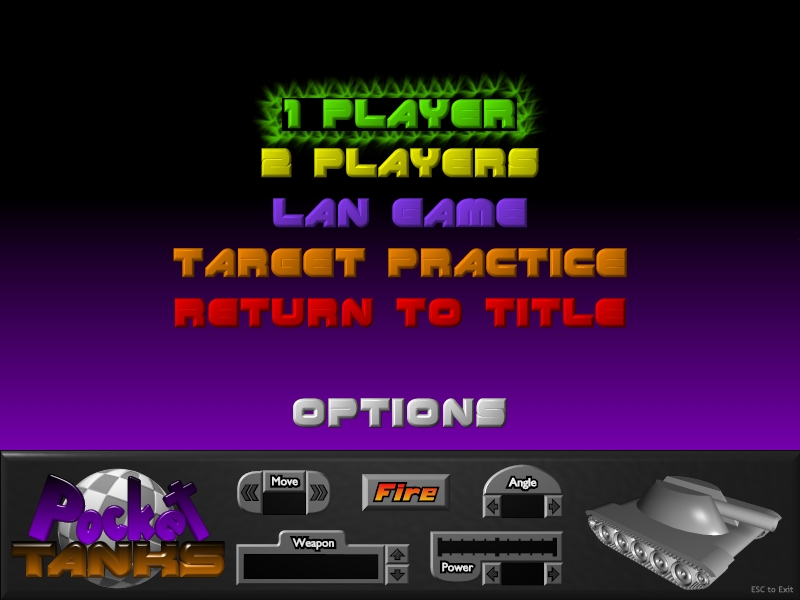 1 PLAYER
2 PLAYERS
LAN GAME
TARGET PRACTICE
RETURN TO TITLE
OPTIONS
Pocket
TANKS
Move
Fire
Angle
Weapon
Power
ESC to Exit